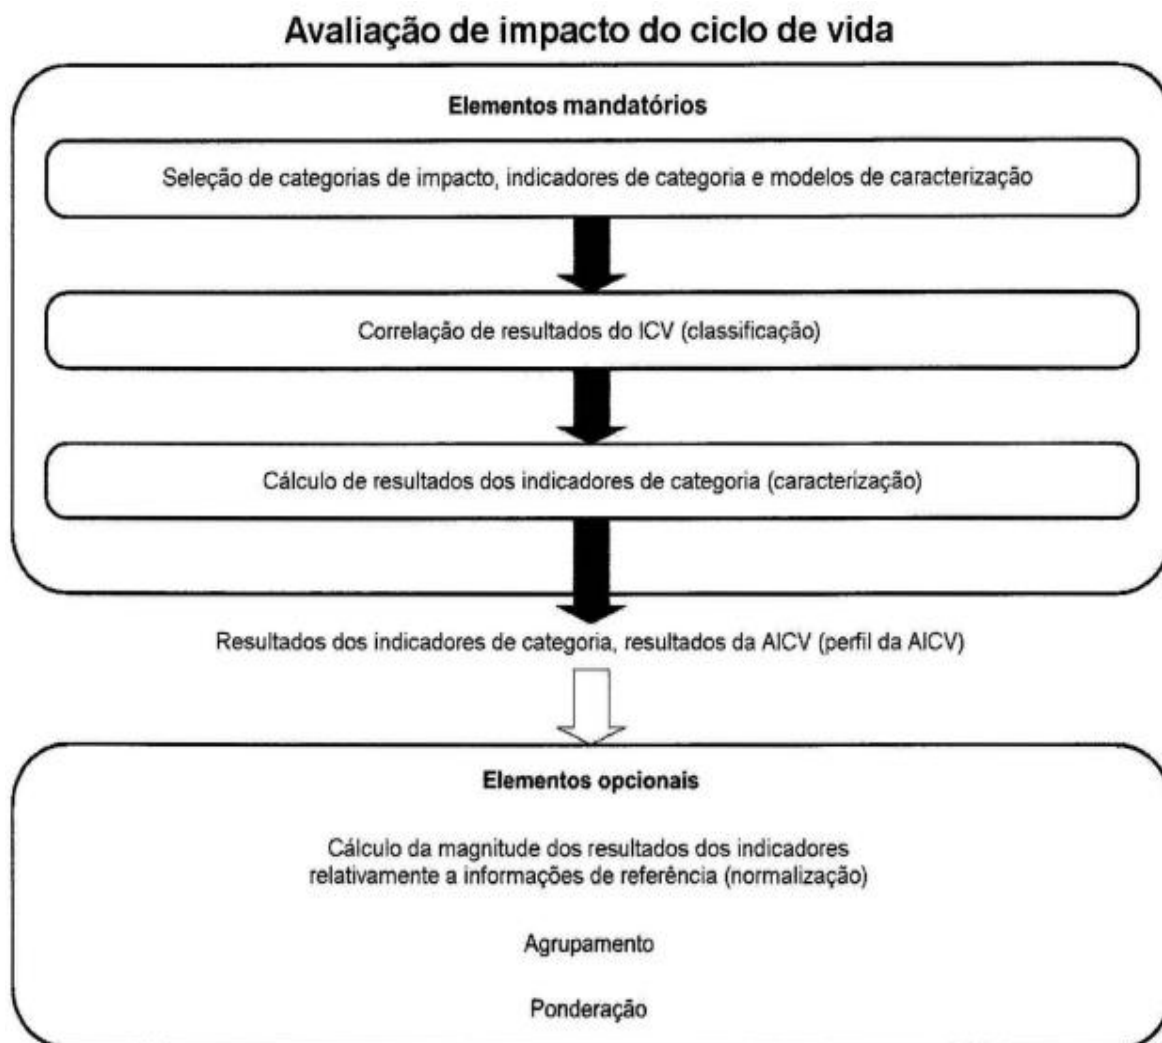 Avaliação de impacto do ciclo de vida
Elementos mandatórios
Seleção de categorias de impacto, indicadores de categoria e modelos de caracterização
Correlação de resultados do ICV (classificação)
Cálculo de resultados dos indicadores de categoria (caracterização)
Resultados dos indicadores de categoria, resultados da AICV (perfil da AICV)
Elementos opcionais
Cálculo da magnitude dos resultados dos indicadores
relativamente a informações de referência (normalização)
Agrupamento
Ponderação